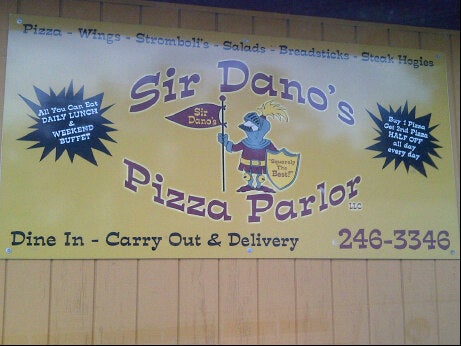 Pizza - Wings - Stromboli's - Salads - Breadsticks - Steak Hogies
Sir Dano's
All You Can Eat
DAILY LUNCH
&
WEEKEND
BUFFET
Sir
Dano's
Buy 1 Pizza
Get 2nd Pizza
HALF OFF
all day
every day
"Squarely
The
Best!"
Pizza Parlor LLC
Dine In - Carry Out & Delivery 246-3346